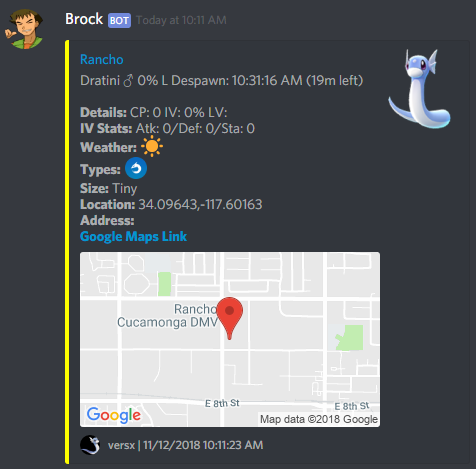 Brock BOT Today at 10:11 AM
Rancho
Dratini ♂ 0% L Despawn: 10:31:16 AM (19m left)
Details: CP: 0 IV: 0% LV:
IV Stats: Atk: 0/Def: 0/Sta: 0
Weather:
Types:
Size: Tiny
Location: 34.09643,-117.60163
Address:
Google Maps Link
Rancho
Cucamonga DMV
E 8th St
E 8th St
Google
Map data ©2018 Google
versx | 11/12/2018 10:11:23 AM